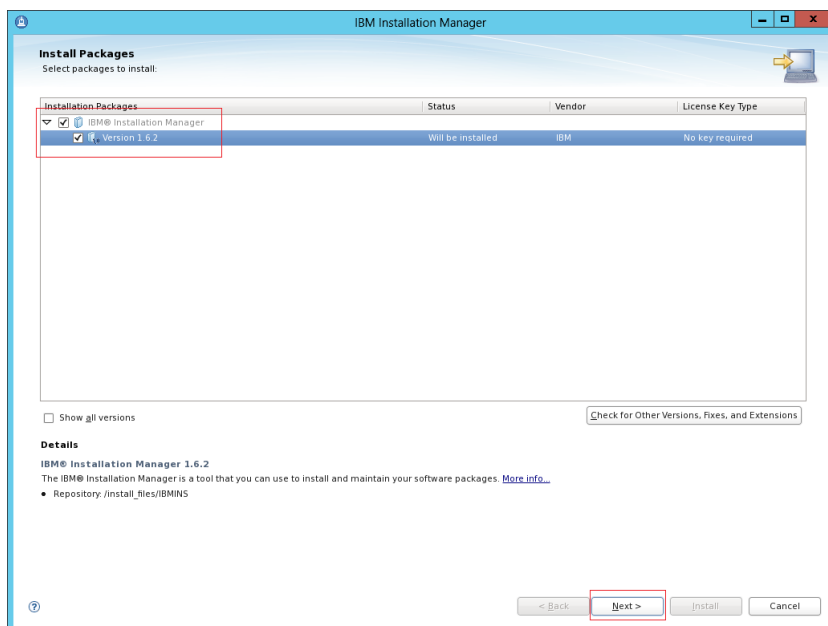 IBM Installation Manager
Install Packages
Select packages to install:
Installation Packages Status Vendor License Key Type
IBM® Installation Manager
Version 1.6.2 Will be installed IBM No key required
Show all versions
Check for Other Versions, Fixes, and Extensions
Details
IBM® Installation Manager 1.6.2
The IBM® Installation Manager is a tool that you can use to install and maintain your software packages. More info...
• Repository: /install_files/IBMINS
< Back Next > Install Cancel